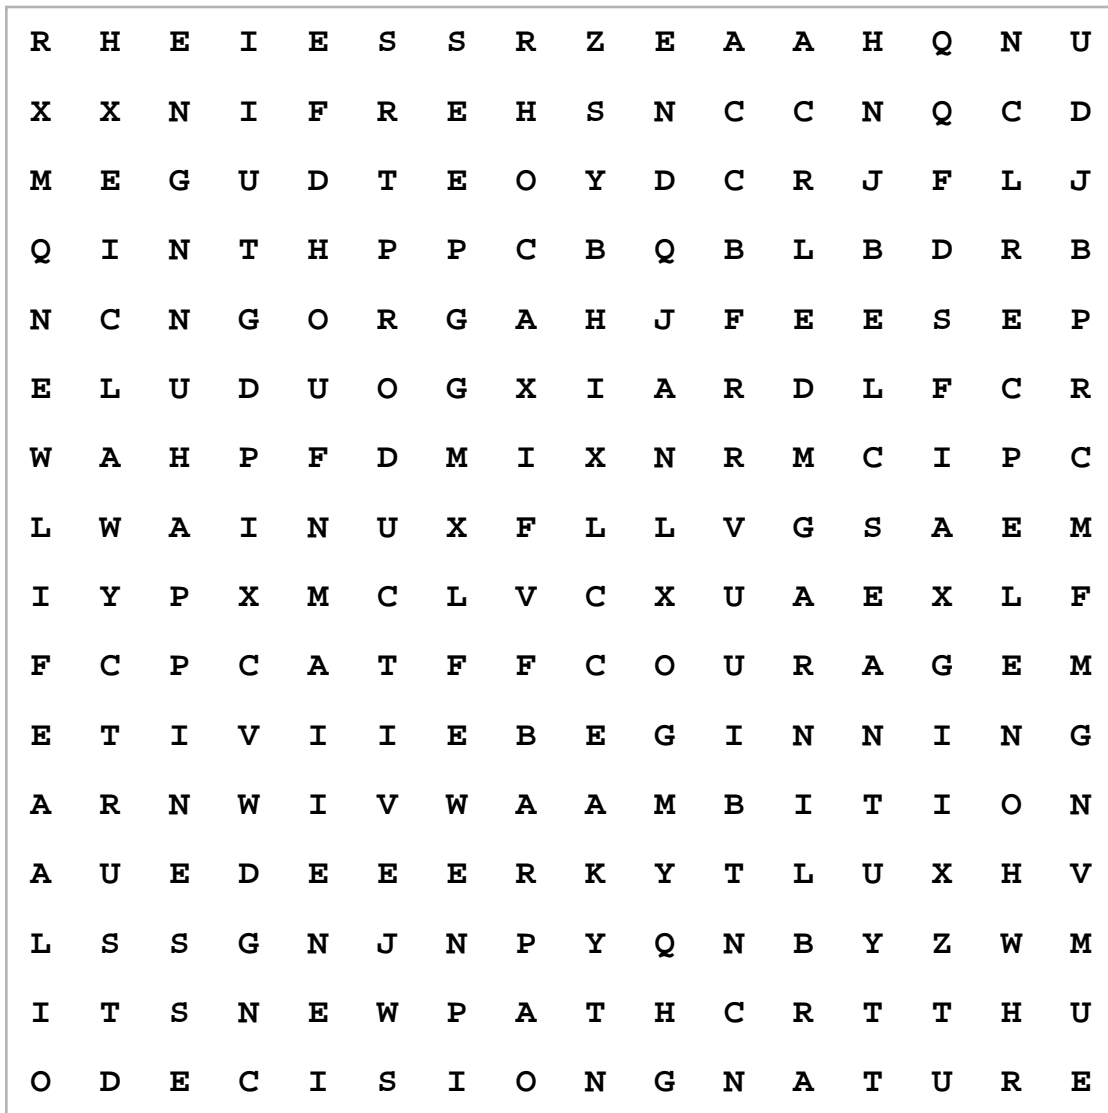 R H E I E S S R Z E A A H Q N U
X X N I F R E H S N C C N Q C D
M E G U D T E O Y D C R J F L J
Q I N T H P P C B Q B L B D R B
N C N G O R G A H J F E E S E P
E L U D U O G X I A R D L F C R
W A H P F D M I X N R M C I P C
L W A I N U X F L L V G S A E M
I Y P X M C L V C X U A E X L F
F C P C A T F F C O U R A G E M
E T I V I I E B E G I N N I N G
A R N W I V W A A M B I T I O N
A U E D E E E R K Y T L U X H V
L S S G N J N P Y Q N B Y Z W M
I T S N E W P A T H C R T T H U
O D E C I S I O N G N A T U R E